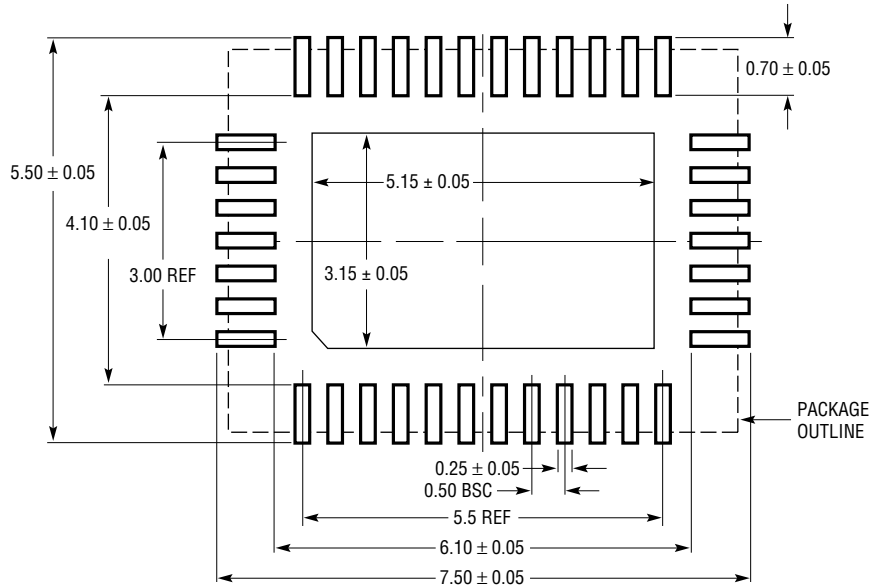 0.70 ± 0.05
5.50 ± 0.05
5.15 ± 0.05
4.10 ± 0.05
3.00 REF
3.15 ± 0.05
PACKAGE
OUTLINE
0.25 ± 0.05
0.50 BSC
5.5 REF
6.10 ± 0.05
7.50 ± 0.05